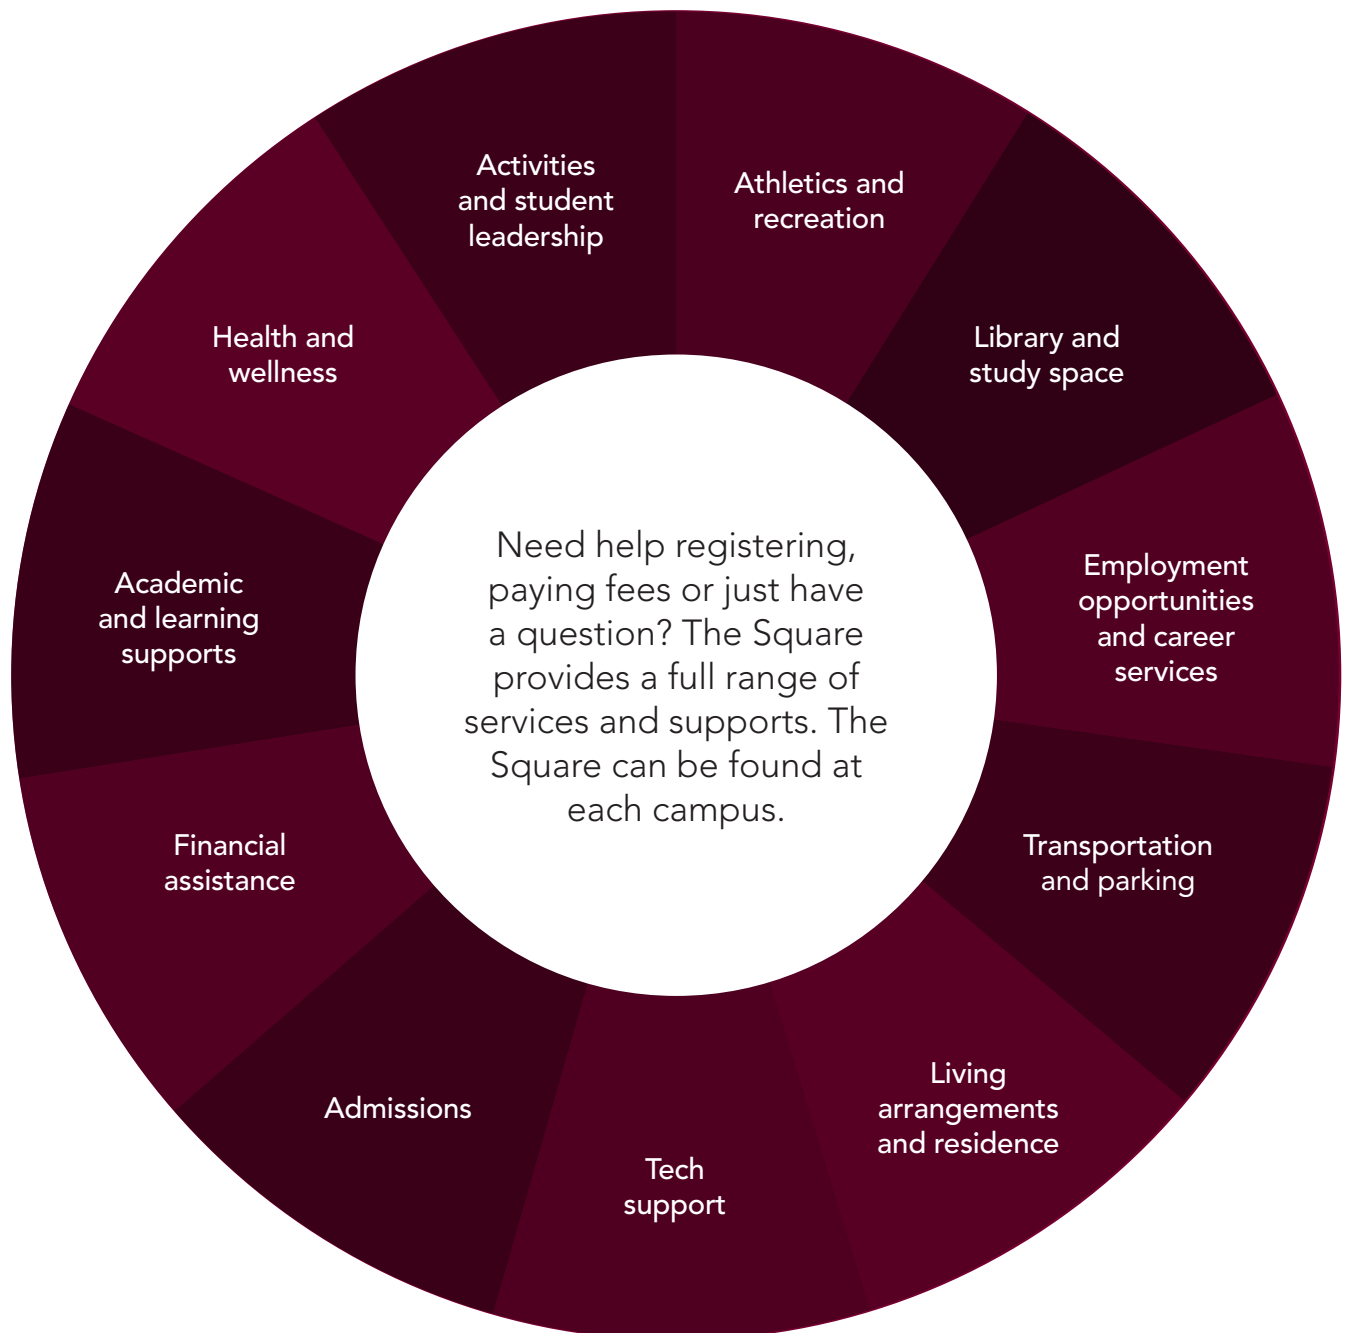 Activities
and student
leadership
Athletics and
recreation
Library and
study space
Employment
opportunities
and career
services
Transportation
and parking
Living
arrangements
and residence
Tech
support
Admissions
Financial
assistance
Academic
and learning
supports
Health and
wellness
Need help registering,
paying fees or just have
a question? The Square
provides a full range of
services and supports. The
Square can be found at
each campus.